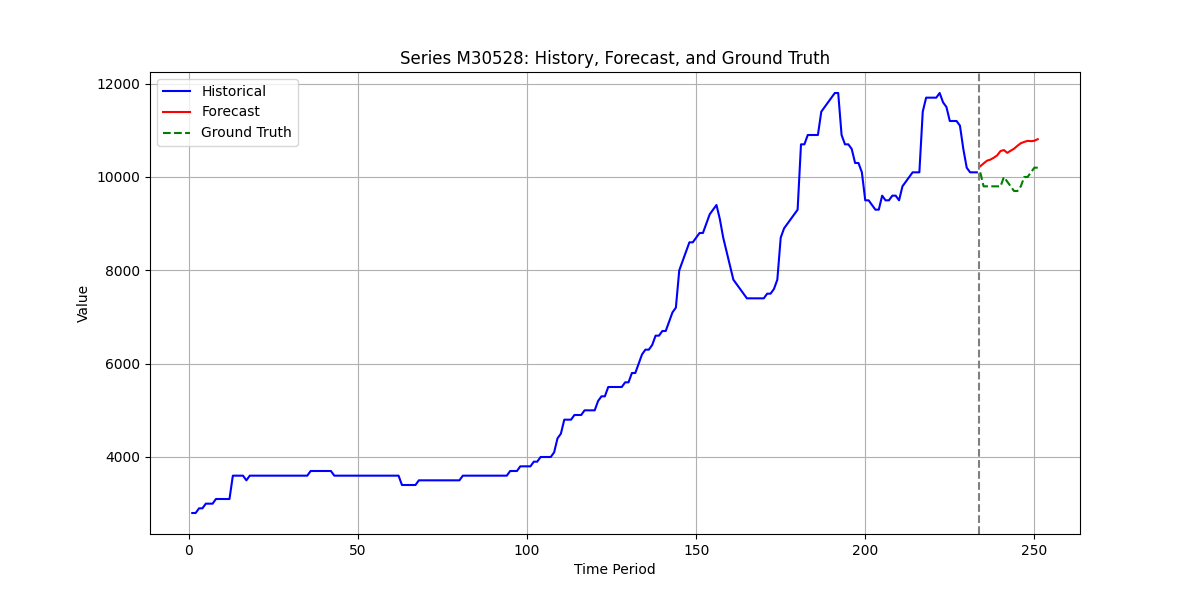 Series M30528: History, Forecast, and Ground Truth
Historical
Forecast
Ground Truth
12000
10000
8000
6000
4000
Value
0 50 100 150 200 250
Time Period